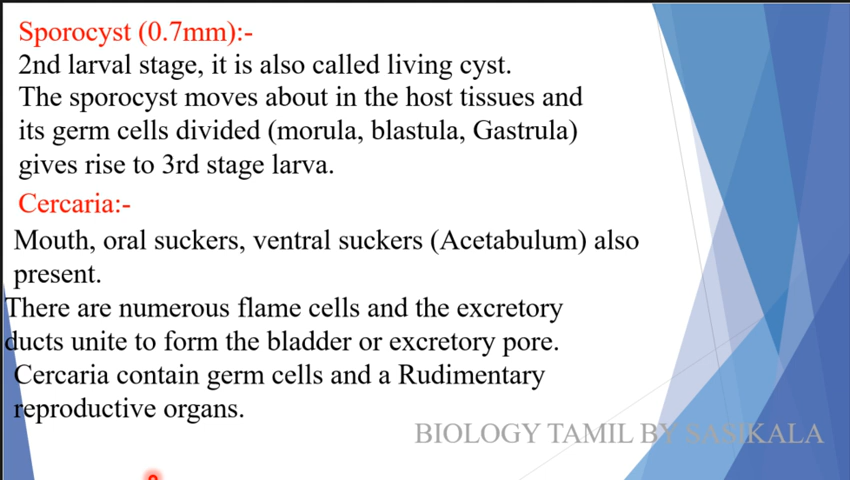 Sporocyst (0.7mm):-
2nd larval stage, it is also called living cyst.
The sporocyst moves about in the host tissues and
its germ cells divided (morula, blastula, Gastrula)
gives rise to 3rd stage larva.
Cercaria:-
Mouth, oral suckers, ventral suckers (Acetabulum) also
present.
There are numerous flame cells and the excretory
ducts unite to form the bladder or excretory pore.
Cercaria contain germ cells and a Rudimentary
reproductive organs.
BIOLOGY TAMIL BY SASIKALA